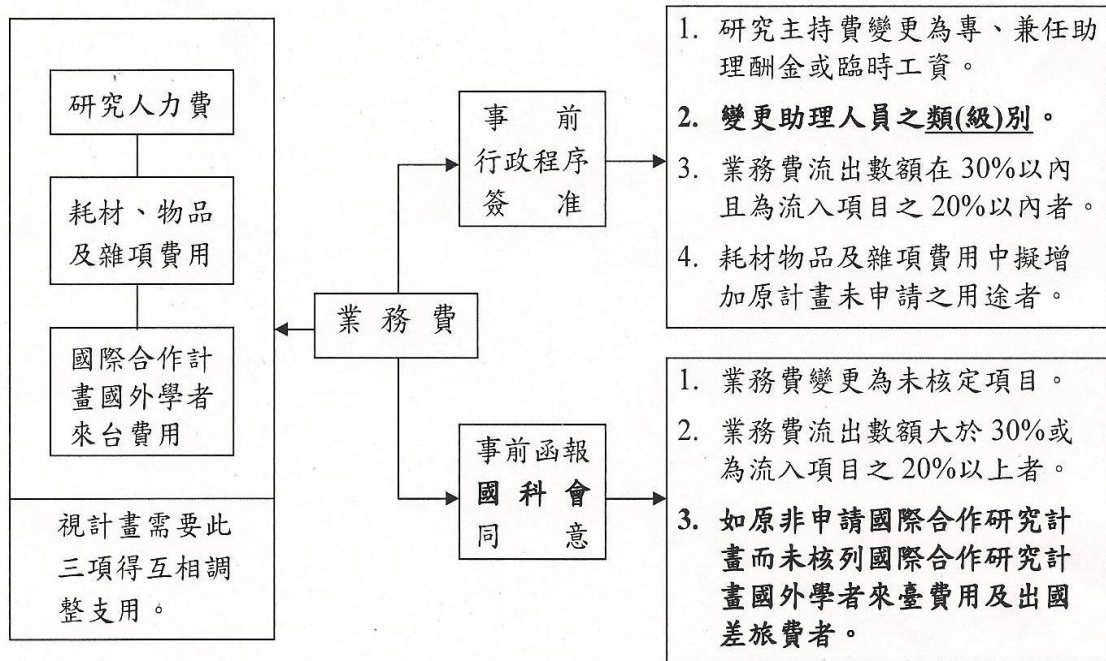 研究人力費
耗材、物品
及雜項費用
國際合作計
畫國外學者
來台費用
視計畫需要此
三項得互相調
整支用。
業務費
事前
行政程序
簽准
1. 研究主持費變更為專、兼任助
理酬金或臨時工資。
2. 變更助理人員之類(級)別。
3. 業務費流出數額在 30%以內
且為流入項目之 20%以內者。
4. 耗材物品及雜項費用中擬增
加原計畫未申請之用途者。
事前函報
國科會
同意
1. 業務費變更為未核定項目。
2. 業務費流出數額大於 30%或
為流入項目之 20%以上者。
3. 如原非申請國際合作研究計
畫而未核列國際合作研究計
畫國外學者來臺費用及出國
差旅費者。